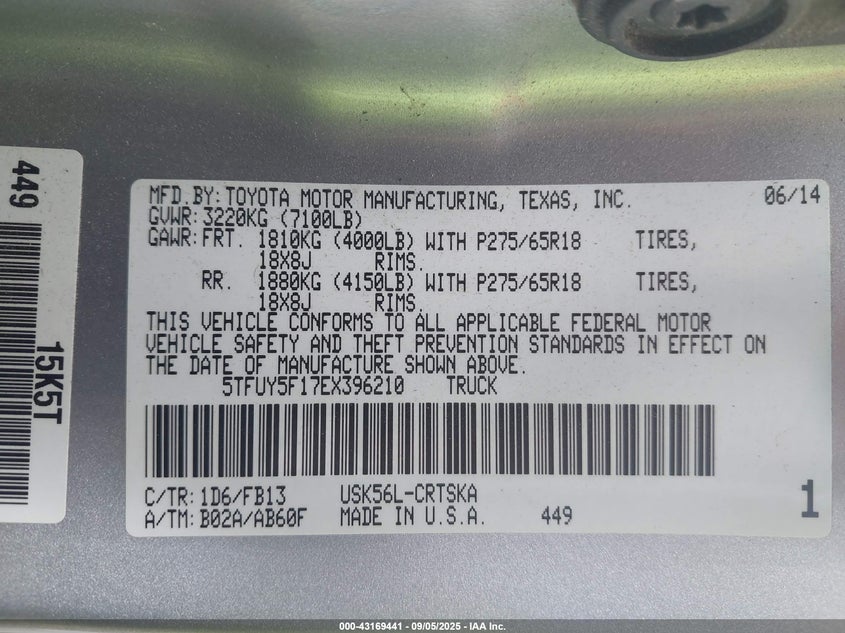 MFD.BY:TOYOTA MOTOR MANUFACTURING, TEXAS, INC. 06/14
GVWR:3220KG (7100LB)
GAWR:FRT. 1810KG (4000LB) WITH P275/65R18 TIRES,
18X8J RIMS.
RR. 1880KG (4150LB) WITH P275/65R18 TIRES,
18X8J RIMS.
THIS VEHICLE CONFORMS TO ALL APPLICABLE FEDERAL MOTOR
VEHICLE SAFETY AND THEFT PREVENTION STANDARDS IN EFFECT ON
THE DATE OF MANUFACTURE SHOWN ABOVE.
5TFUY5F17EX396210 TRUCK
C/TR:1D6/FB13 USK56L-CRTSKA
A/TM:B02A/AB60F MADE IN U.S.A. 449
1
449
15K5T
000-43169441 - 09/05/2025 - IAA Inc.